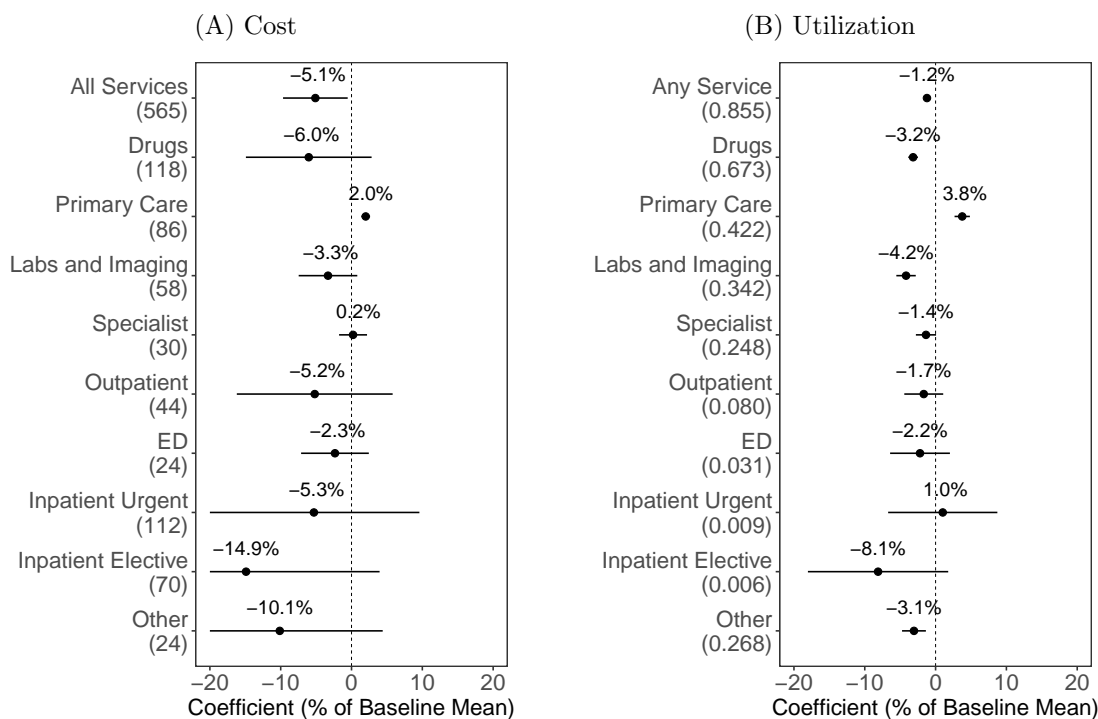 (A) Cost
−5.1%
All Services
(565)
−6.0%
Drugs
(118)
2.0%
Primary Care
(86)
−3.3%
Labs and Imaging
(58)
0.2%
Specialist
(30)
−5.2%
Outpatient
(44)
−2.3%
ED
(24)
−5.3%
Inpatient Urgent
(112)
−14.9%
Inpatient Elective
(70)
−10.1%
Other
(24)
−20 −10 0 10 20
Coefficient (% of Baseline Mean)
(B) Utilization
−1.2%
Any Service
(0.855)
−3.2%
Drugs
(0.673)
3.8%
Primary Care
(0.422)
−4.2%
Labs and Imaging
(0.342)
−1.4%
Specialist
(0.248)
−1.7%
Outpatient
(0.080)
−2.2%
ED
(0.031)
1.0%
Inpatient Urgent
(0.009)
−8.1%
Inpatient Elective
(0.006)
−3.1%
Other
(0.268)
−20 −10 0 10 20
Coefficient (% of Baseline Mean)